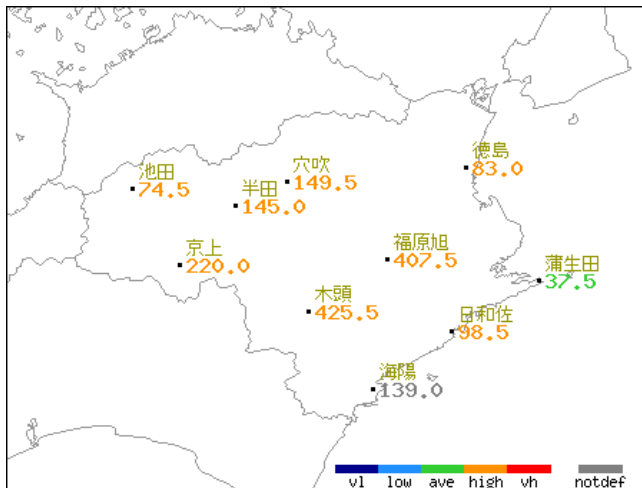 徳島
83.0
穴吹
149.5
池田
74.5
半田
145.0
福原旭
407.5
京上
220.0
蒲生田
37.5
木頭
425.5
日和佐
98.5
海陽
139.0
vl low ave high vh notdef